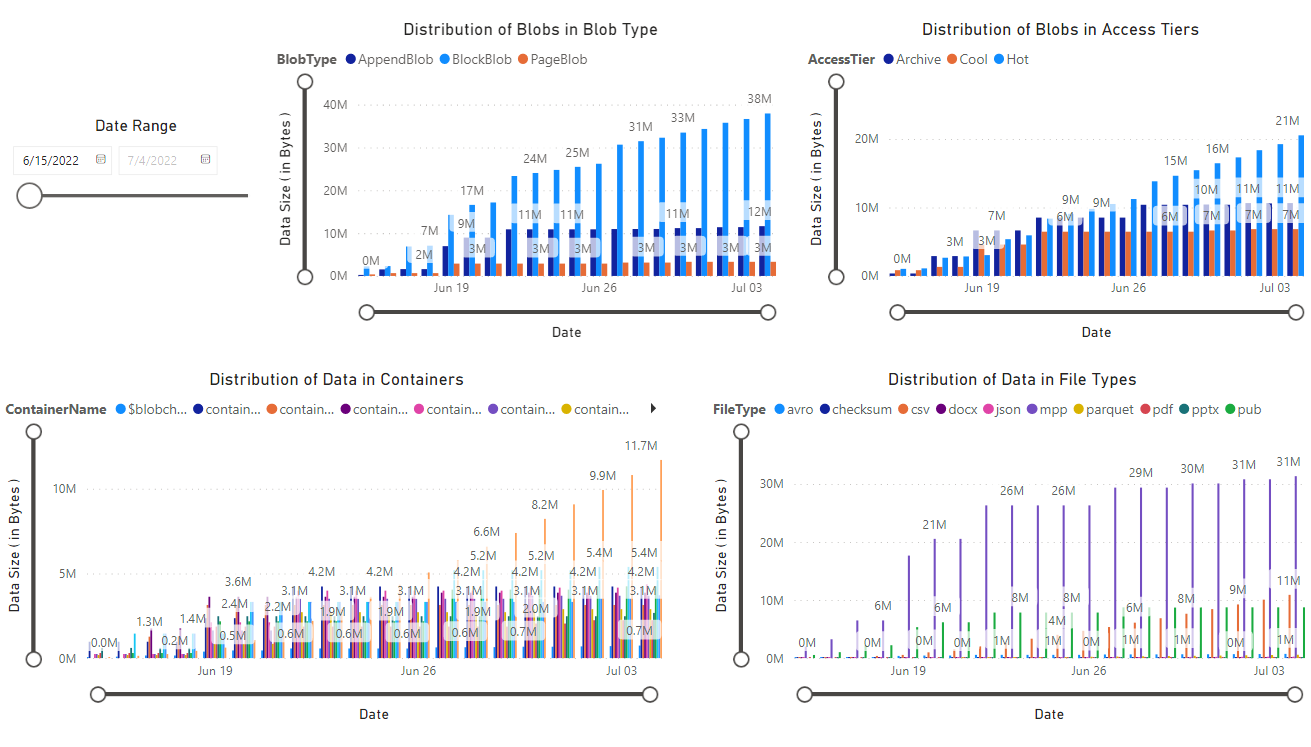 Date Range
6/15/2022 7/4/2022
Distribution of Blobs in Blob Type
BlobType AppendBlob BlockBlob PageBlob
Data Size ( in Bytes )
40M
30M
20M
10M
0M
38M
33M
31M
25M
24M
17M
11M 11M 11M 12M
9M
7M
2M
3M 3M 3M 3M 3M 3M
0M
Jun 19 Jun 26 Jul 03
Date
Distribution of Blobs in Access Tiers
AccessTier Archive Cool Hot
Data Size ( in Bytes )
20M
10M
0M
21M
16M
15M
10M 11M 11M
9M 9M
7M
6M 6M 7M 7M 7M
3M 3M
0M
Jun 19 Jun 26 Jul 03
Date
Distribution of Data in Containers
ContainerName $blobch... contain... contain... contain... contain... contain... contain...
Data Size ( in Bytes )
10M
5M
0M
11.7M
9.9M
8.2M
6.6M
5.2M 5.2M 5.4M 5.4M
4.2M 4.2M 4.2M 4.2M 4.2M 4.2M
3.6M
3.1M 3.1M 3.1M 3.1M 3.1M 3.1M 3.1M
2.4M 2.2M 1.9M 1.9M 1.9M 2.0M
1.3M 1.4M
0.0M 0.2M 0.5M 0.6M 0.6M 0.6M 0.6M 0.7M 0.7M
Jun 19 Jun 26 Jul 03
Date
Distribution of Data in File Types
FileType avro checksum csv docx json mpp parquet pdf pptx pub
Data Size ( in Bytes )
30M
20M
10M
0M
31M 31M
30M
29M
26M 26M
21M
11M
9M
8M 8M 8M
6M 6M 6M
4M
0M 0M 0M 1M 1M 0M 1M 1M 0M 1M
Jun 19 Jun 26 Jul 03
Date